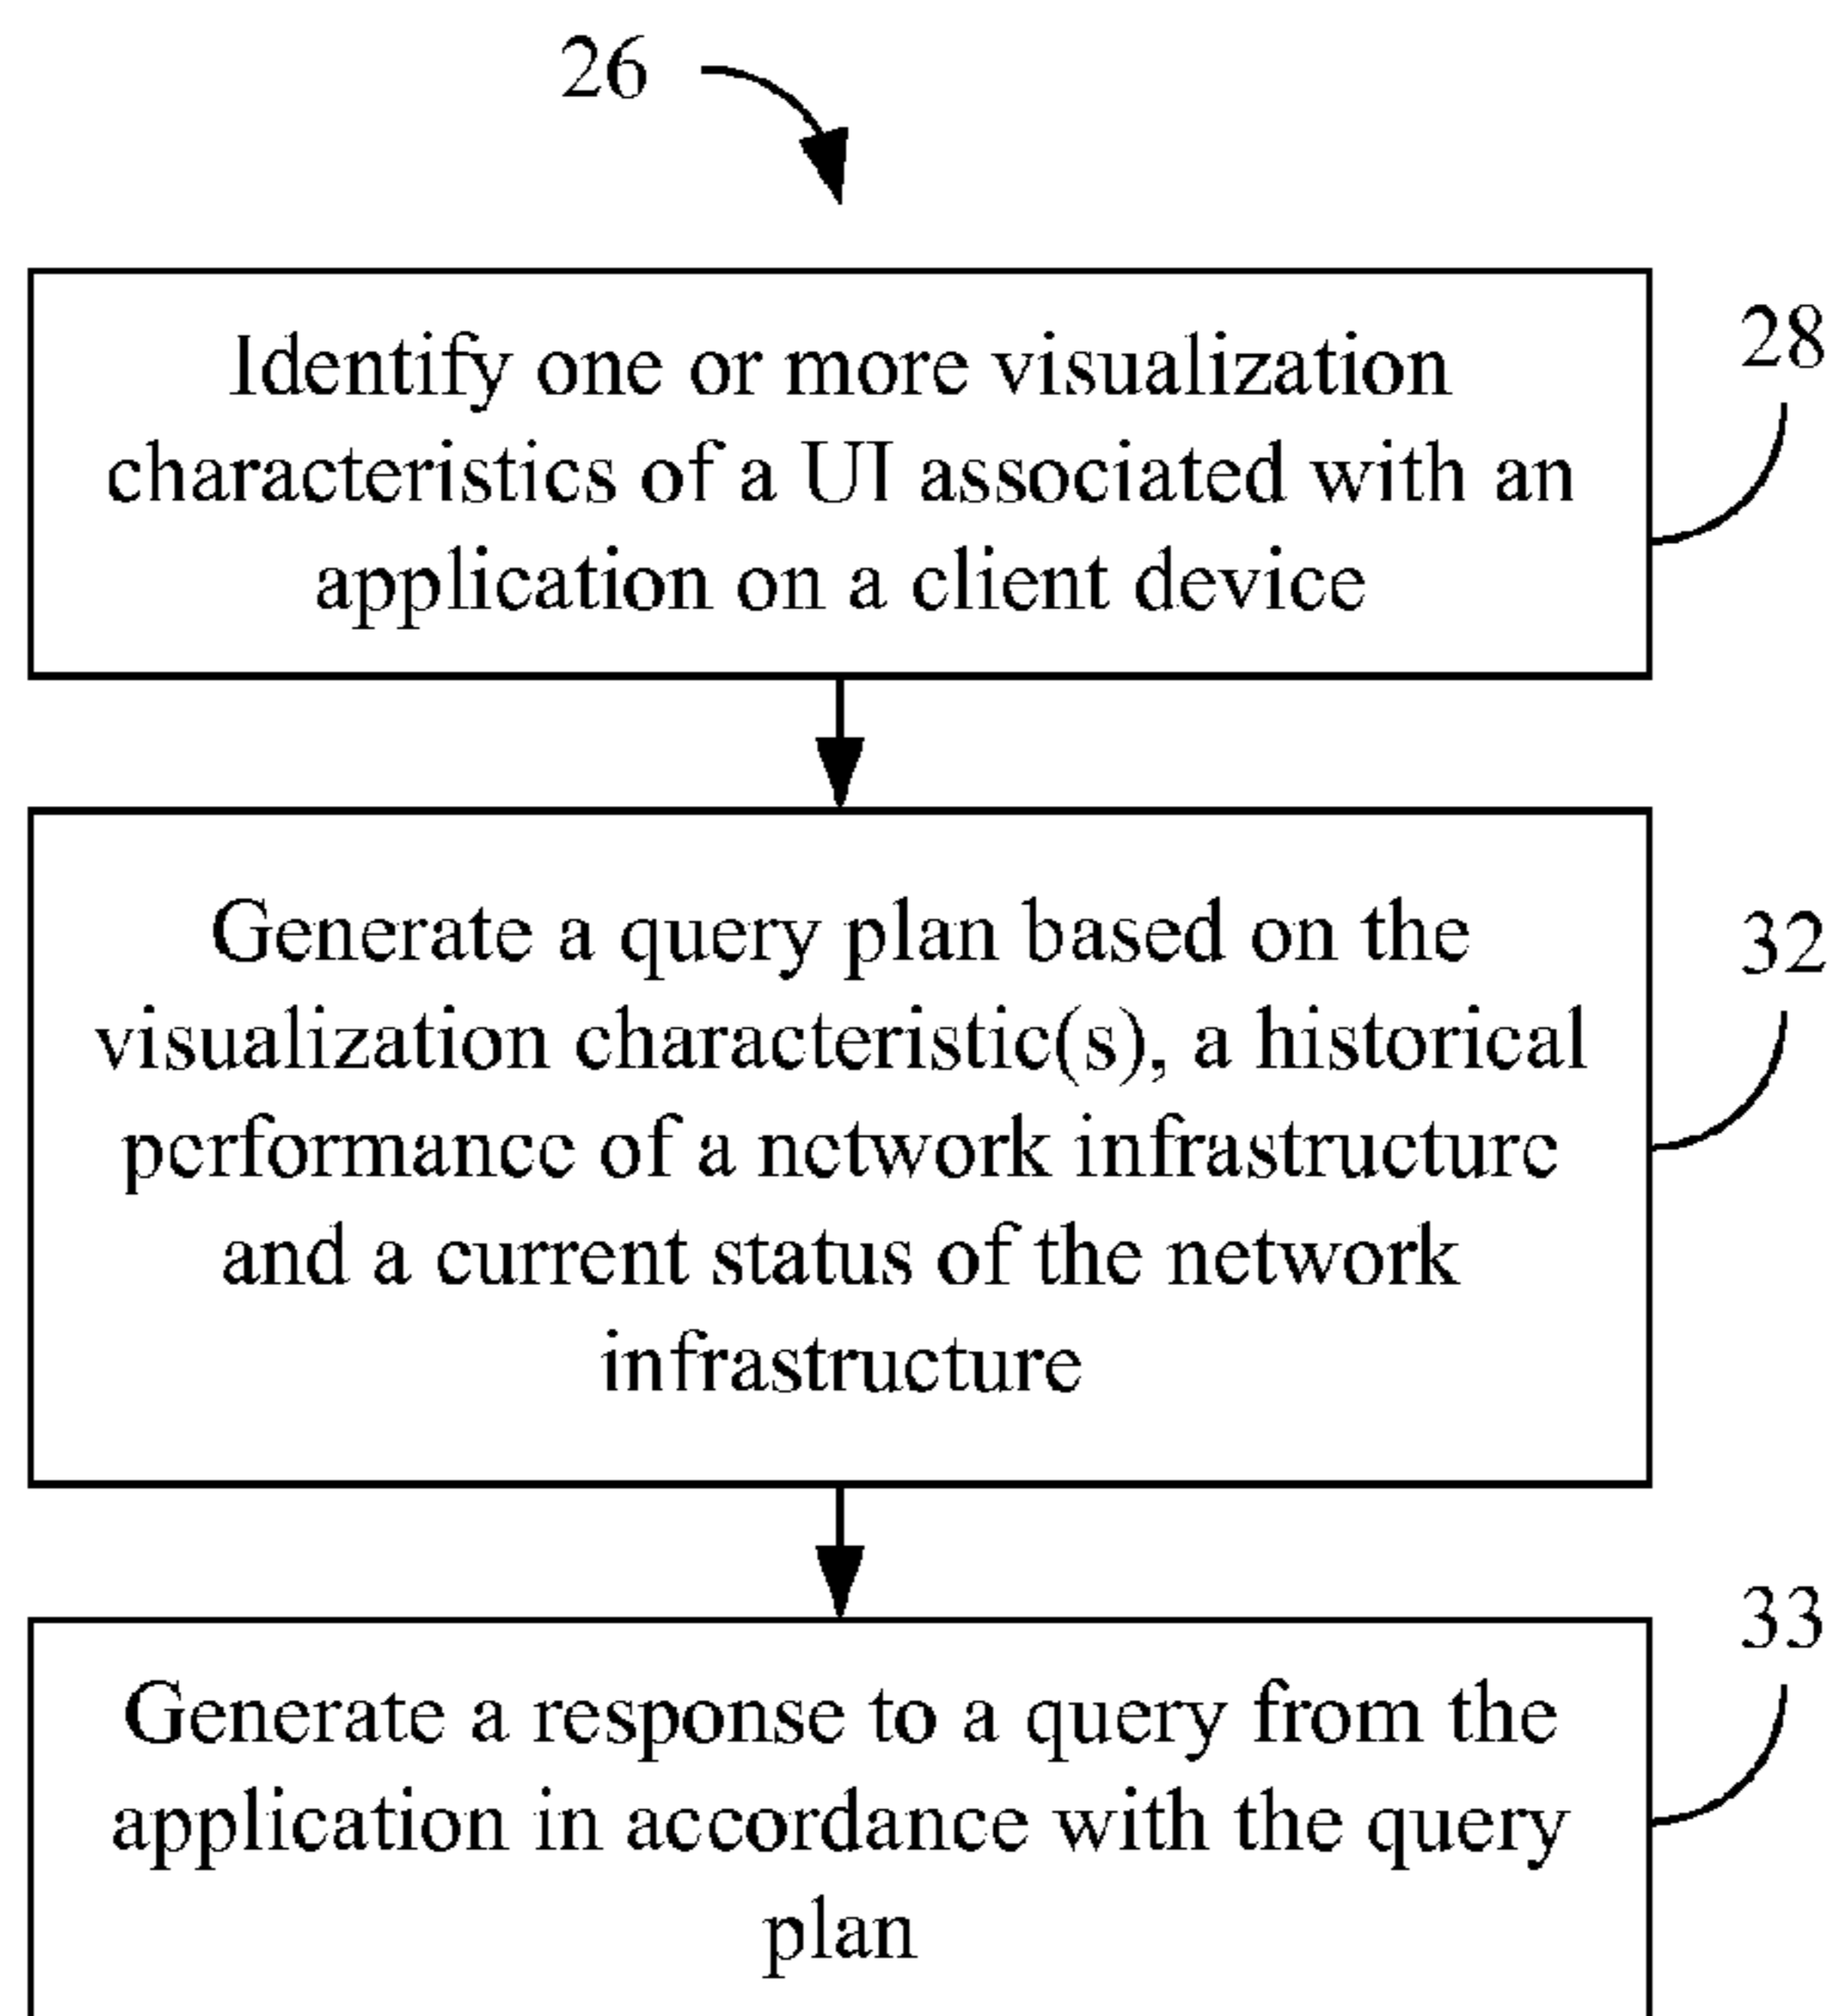 26
Identify one or more visualization
characteristics of a UI associated with an
application on a client device
28
Generate a query plan based on the
visualization characteristic(s), a historical
performance of a network infrastructure
and a current status of the network
infrastructure
32
Generate a response to a query from the
application in accordance with the query
plan
33